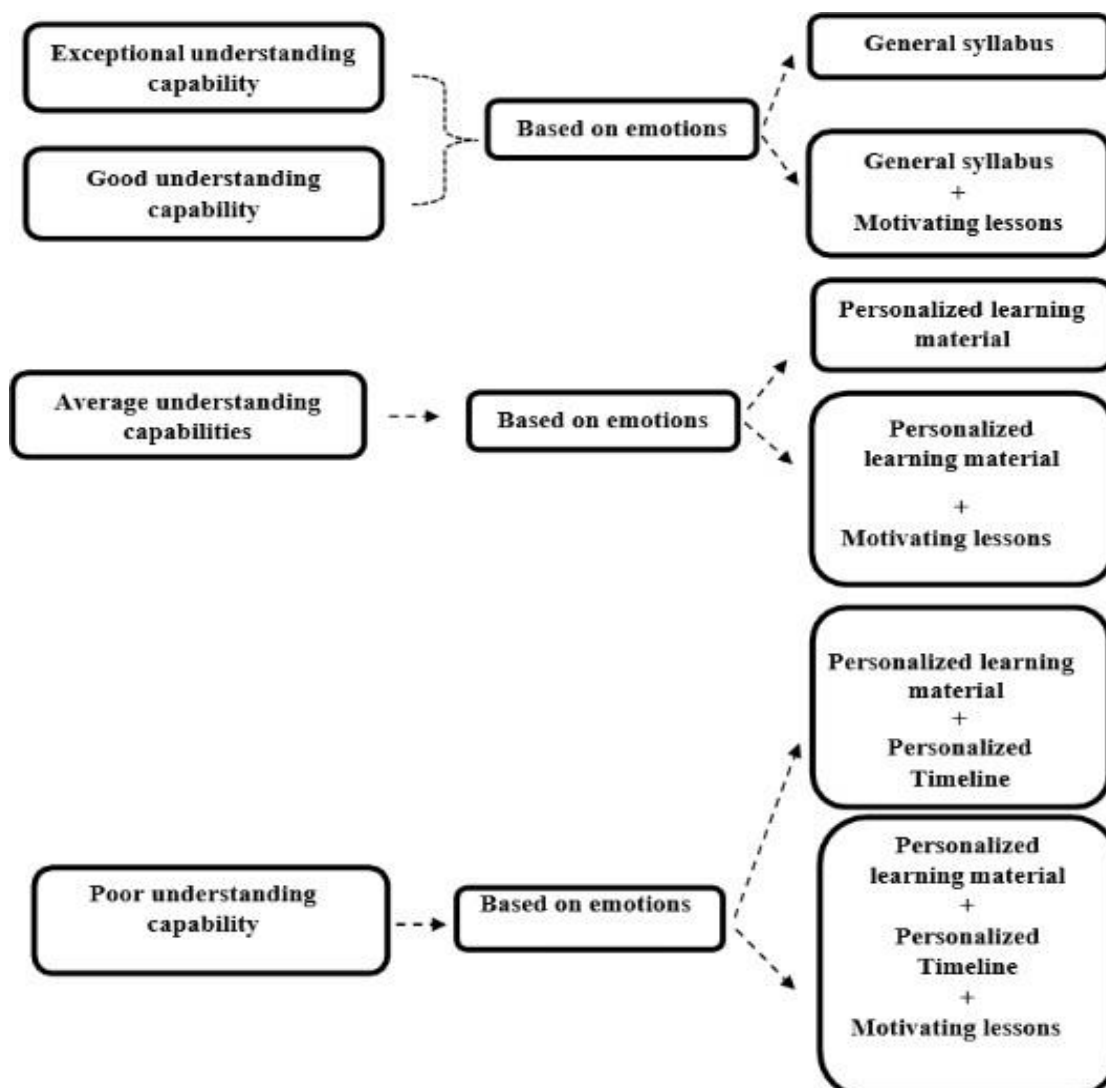 Exceptional understanding
capability
Good understanding
capability
Based on emotions
General syllabus
General syllabus
+
Motivating lessons
Average understanding
capabilities
Based on emotions
Personalized learning
material
Personalized
learning material
+
Motivating lessons
Poor understanding
capability
Based on emotions
Personalized learning
material
+
Personalized
Timeline
Personalized
learning material
+
Personalized
Timeline
+
Motivating lessons